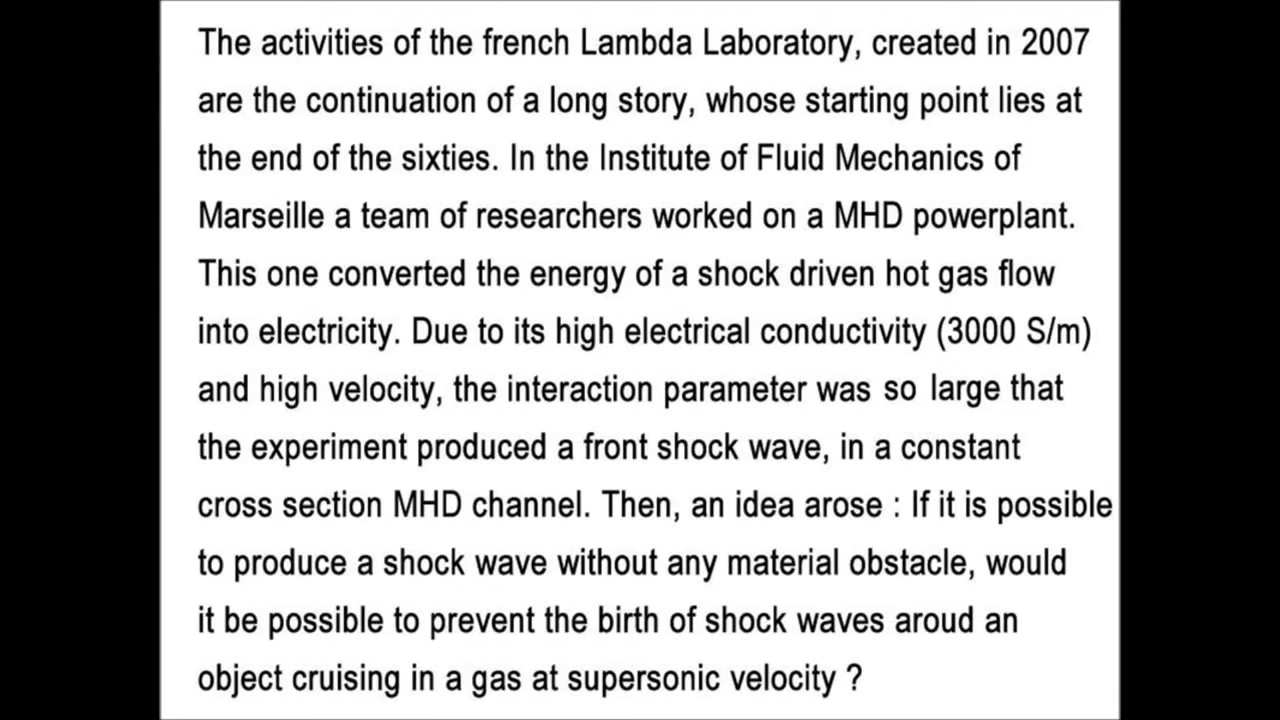 The activities of the french Lambda Laboratory, created in 2007
are the continuation of a long story, whose starting point lies at
the end of the sixties. In the Institute of Fluid Mechanics of
Marseille a team of researchers worked on a MHD powerplant.
This one converted the energy of a shock driven hot gas flow
into electricity. Due to its high electrical conductivity (3000 S/m)
and high velocity, the interaction parameter was so large that
the experiment produced a front shock wave, in a constant
cross section MHD channel. Then, an idea arose : If it is possible
to produce a shock wave without any material obstacle, would
it be possible to prevent the birth of shock waves aroud an
object cruising in a gas at supersonic velocity ?